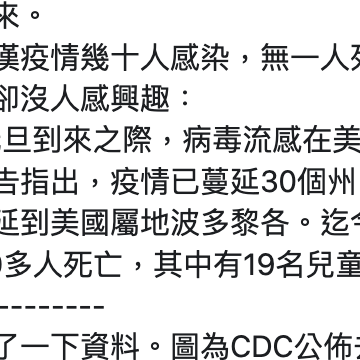 來。
漢疫情幾十人感染，無一人死
卻沒人感興趣：
旦到來之際，病毒流感在美
告指出，疫情已蔓延30個州
延到美國屬地波多黎各。迄今
0多人死亡，其中有19名兒童
---------
了一下資料。圖為CDC公佈